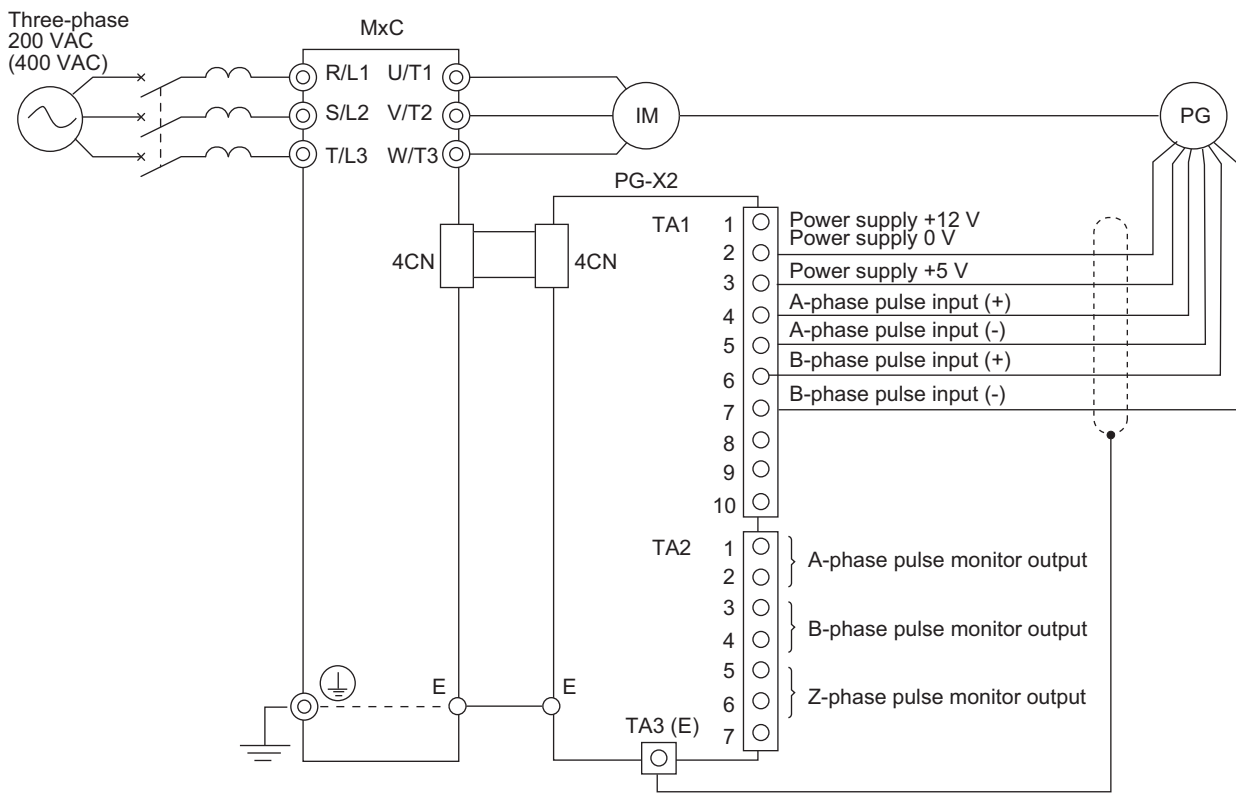 Three-phase
200 VAC
(400 VAC)
MxC
R/L1 U/T1
S/L2 V/T2
T/L3 W/T3
IM
PG
PG-X2
4CN
4CN
TA1
1 Power supply +12 V
2 Power supply 0 V
3 Power supply +5 V
4 A-phase pulse input (+)
5 A-phase pulse input (-)
6 B-phase pulse input (+)
7 B-phase pulse input (-)
8
9
10
TA2
1
A-phase pulse monitor output
2
3
B-phase pulse monitor output
4
5
Z-phase pulse monitor output
6
7
E
E
TA3 (E)